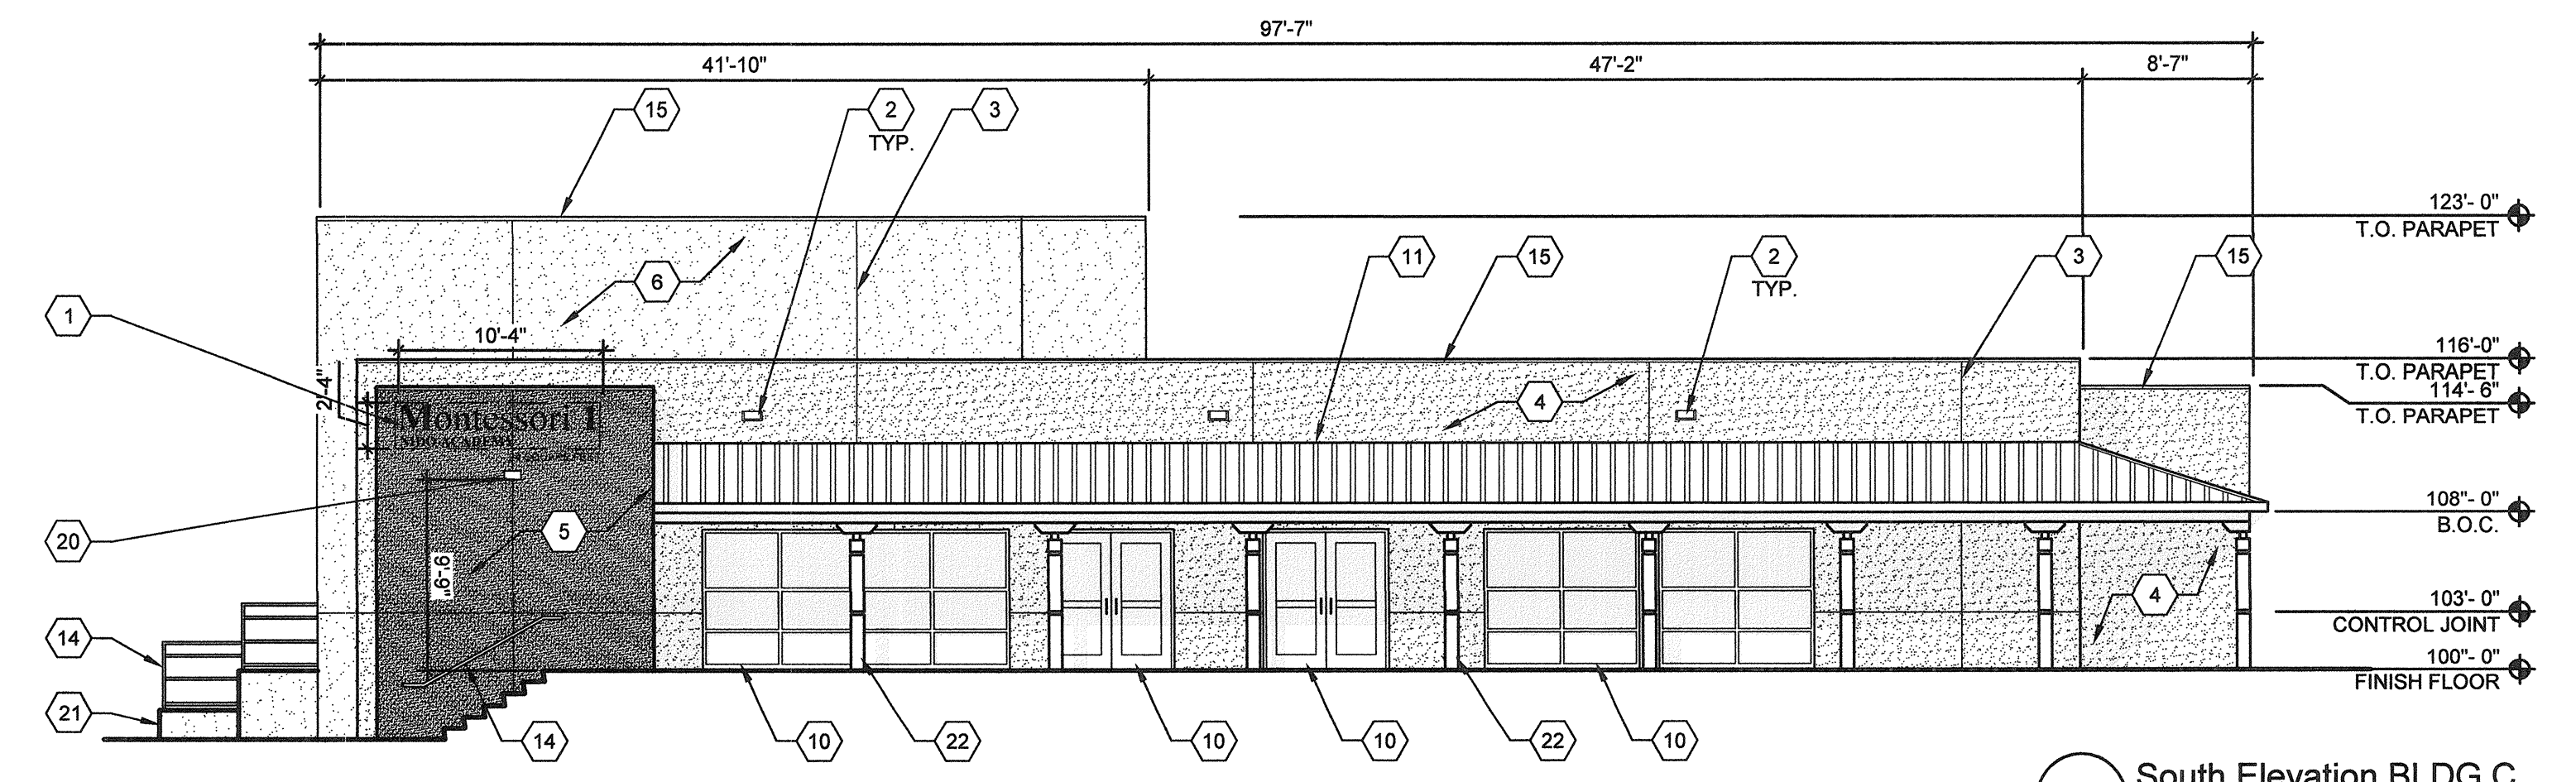 97'-7"
41'-10" 47'-2" 8'-7"
15 2 3
TYP.
123'- 0"
T.O. PARAPET
6 11 15 2 3 15
TYP.
1
10'-4"
116'-0"
T.O. PARAPET
2'-4"
114'- 6"
T.O. PARAPET
4
Montessori
ACADEMY
108"- 0"
B.O.C.
20 5
9'-6"
4
103'- 0"
CONTROL JOINT
14
100"- 0"
FINISH FLOOR
21 14 10 22 10 10 22 10
South Elevation BLDG C